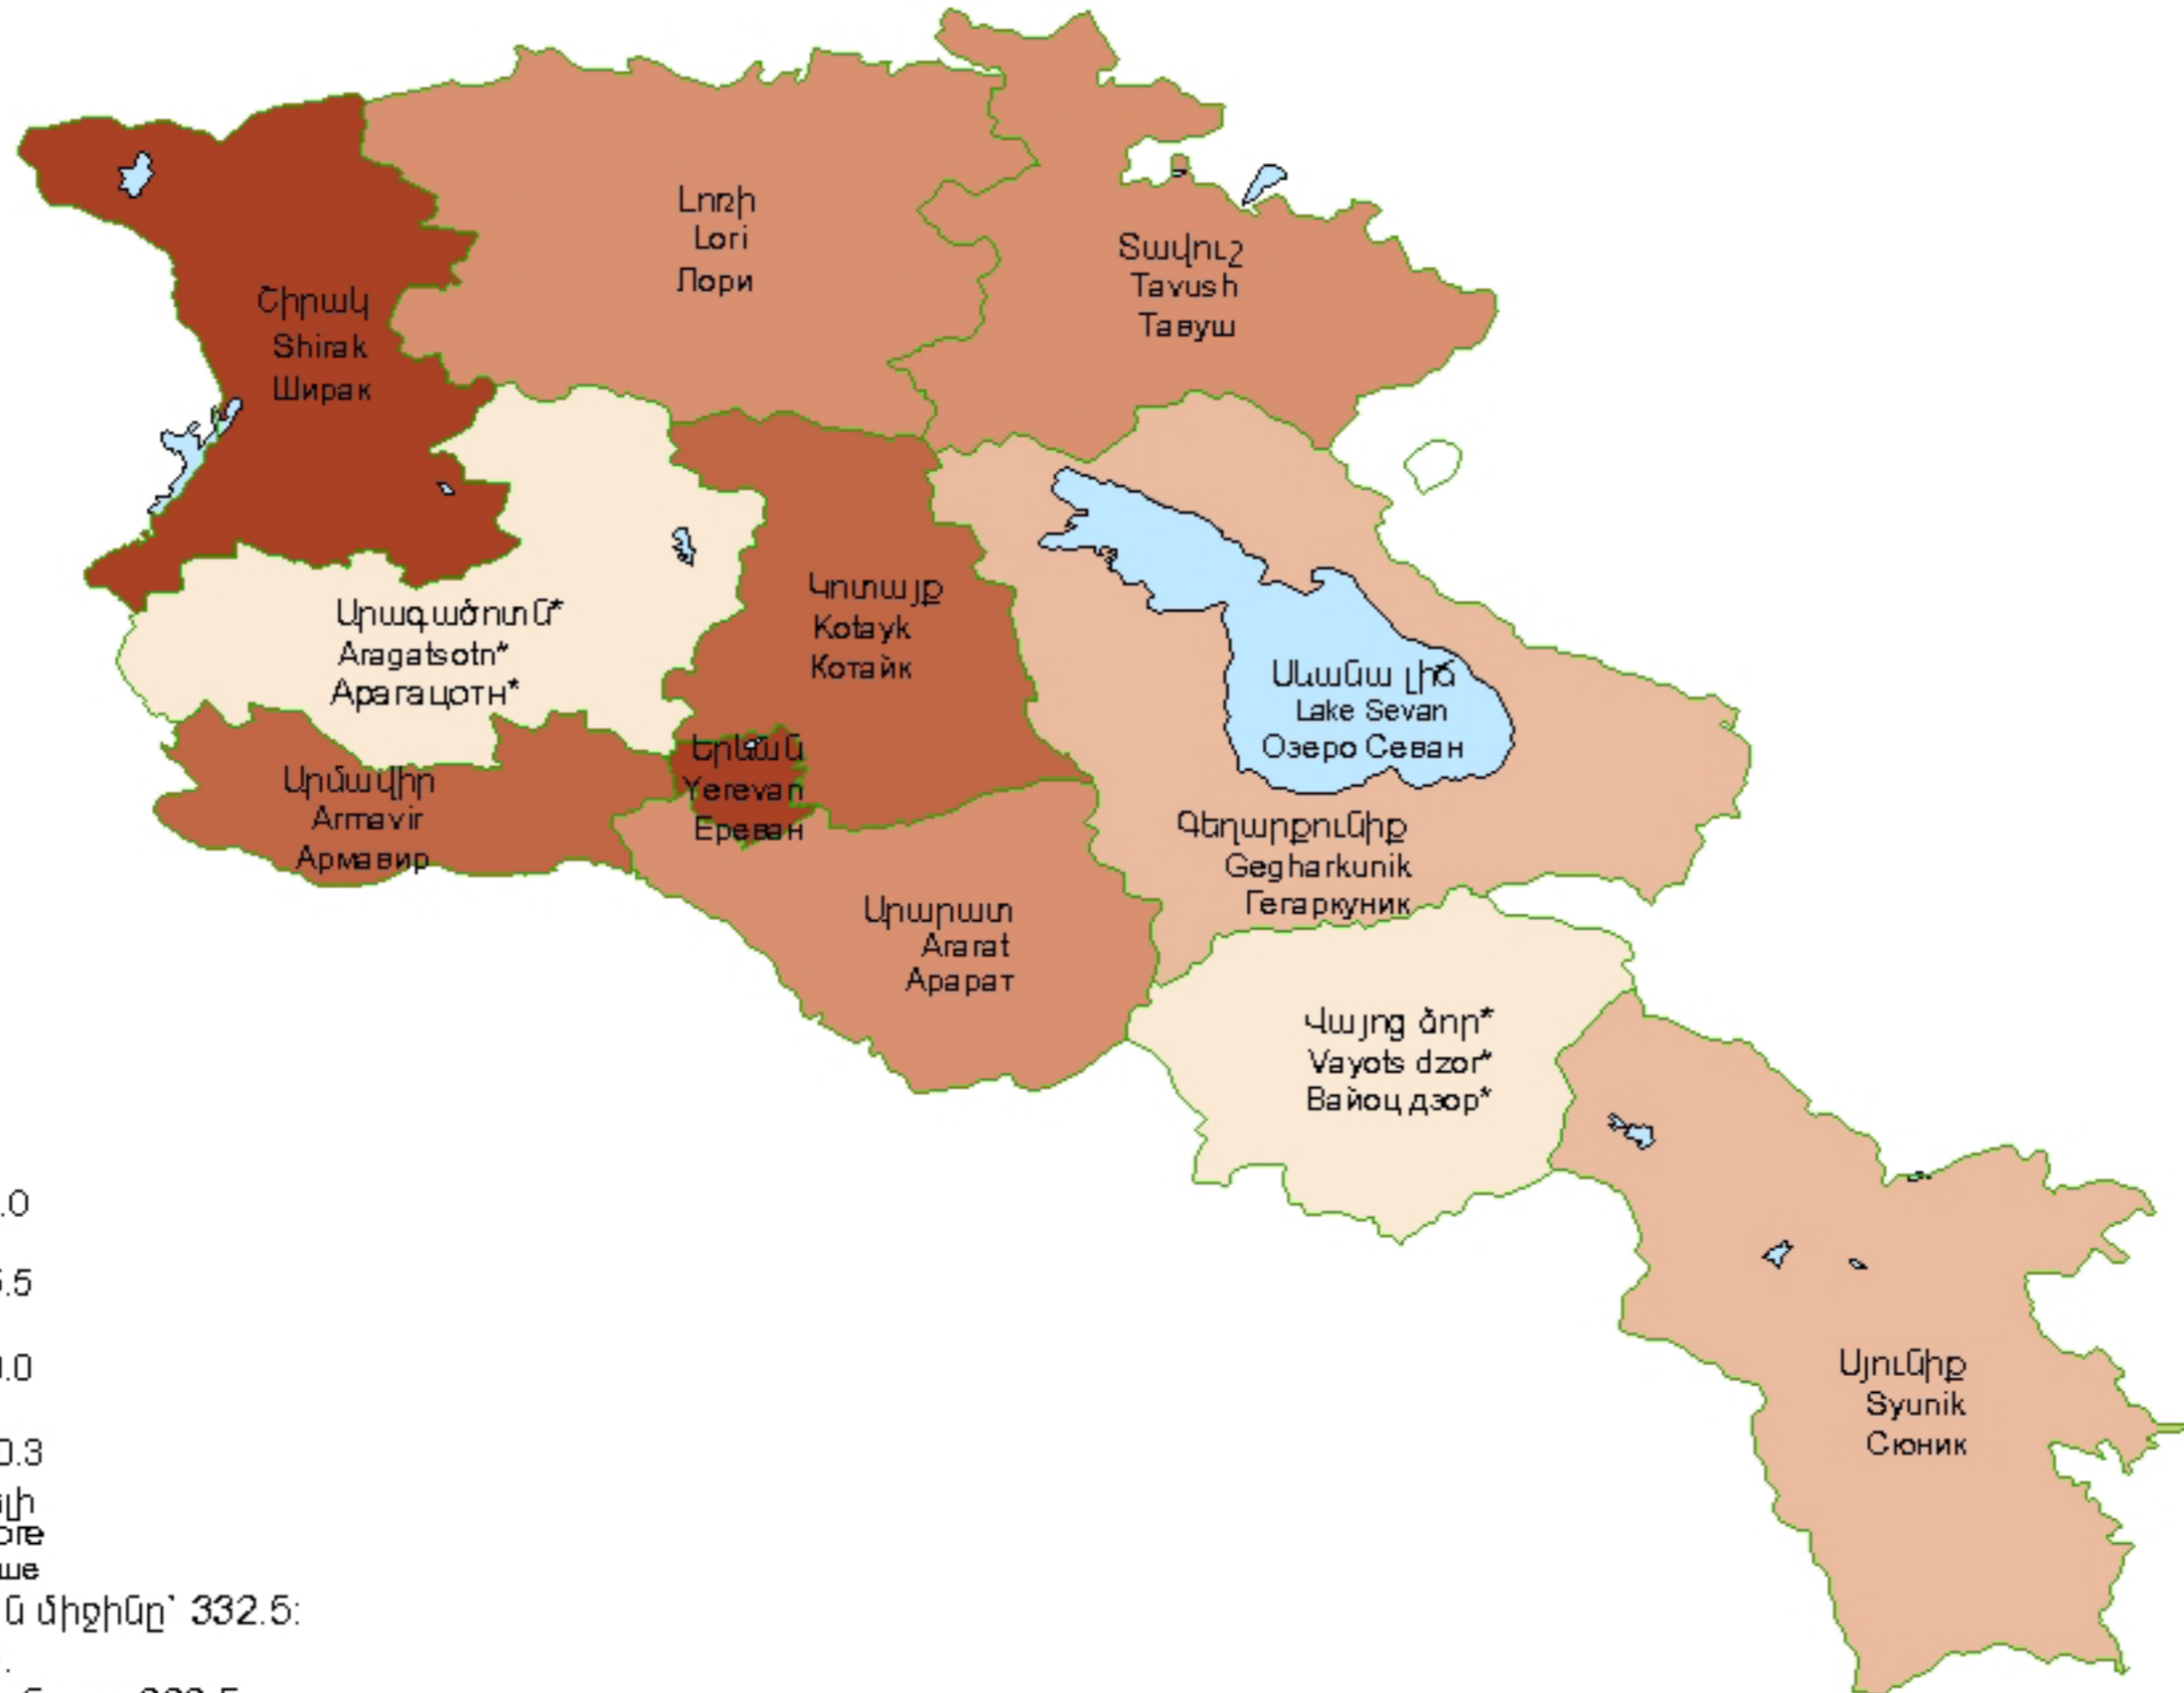 Լոռի
Lori
Лори
Տավուշ
Tavush
Тавуш
Շիրակ
Shirak
Ширак
Կոտայք
Kotayk
Котайк
Արագածոտն*
Aragatsotn*
Арагацотн*
Սևանա լիճ
Lake Sevan
Озеро Севан
Երևան
Yerevan
Ереван
Արմավիր
Armavir
Армавир
Գեղարքունիք
Gegharkunik
Гегаркуник
Արարատ
Ararat
Арарат
Վայոց ձոր*
Vayots dzor*
Вайоц дзор*
Սյունիք
Syunik
Сюник
.0
.5
.0
0.3
ե միջինը՝ 332.5: